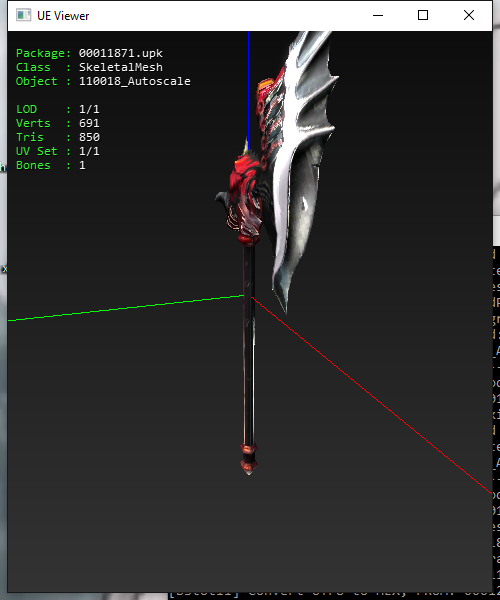 UE Viewer
Package: 00011871.upk
Class : SkeletalMesh
Object : 110018_Autoscale
LOD : 1/1
Verts : 691
Tris : 850
UV Set : 1/1
Bones : 1